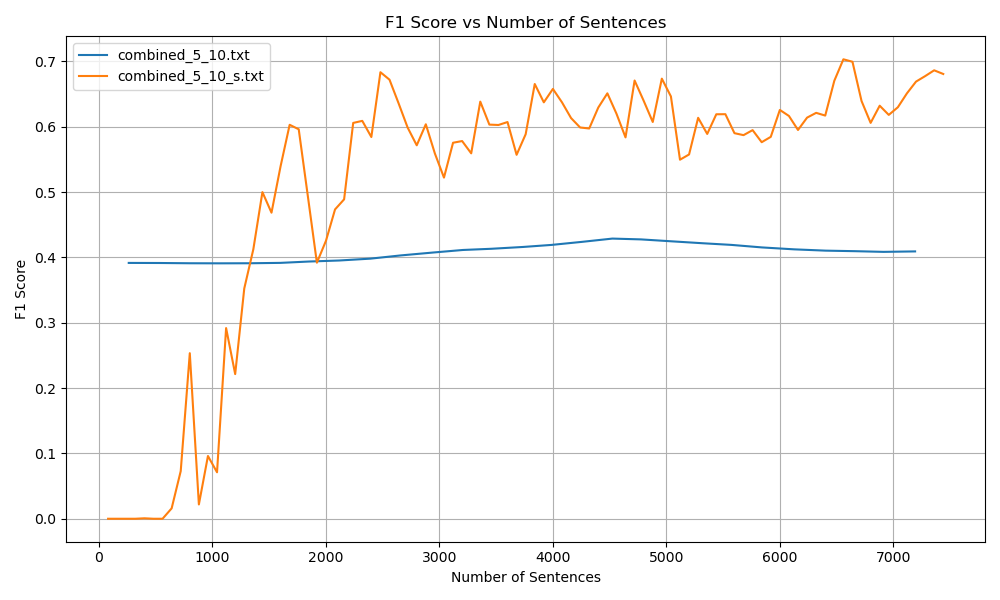 F1 Score vs Number of Sentences
combined_5_10.txt
combined_5_10_s.txt
F1 Score
0.7
0.6
0.5
0.4
0.3
0.2
0.1
0.0
0 1000 2000 3000 4000 5000 6000 7000
Number of Sentences